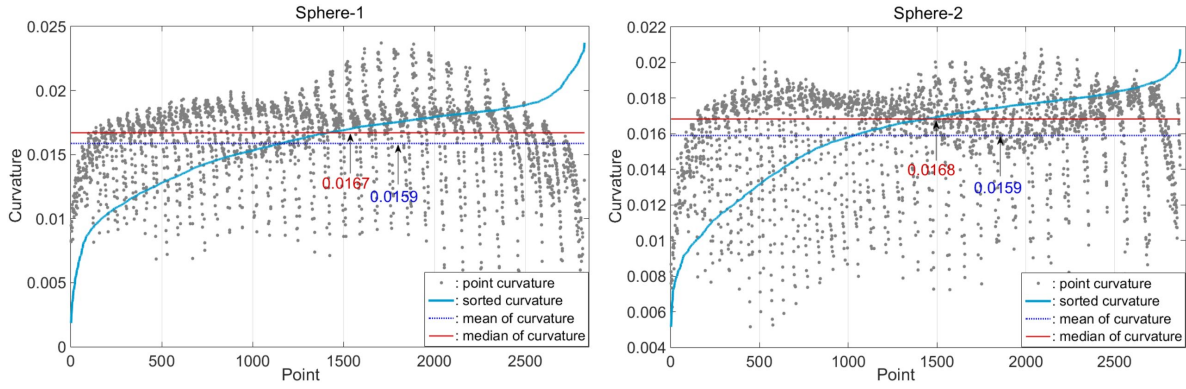 Sphere-1
Curvature
0.025
0.02
0.015
0.01
0.005
0
0.0167
0.0159
: point curvature
: sorted curvature
: mean of curvature
: median of curvature
0
500
1000
1500
2000
2500
Point
Sphere-2
Curvature
0.022
0.02
0.018
0.016
0.014
0.012
0.01
0.008
0.006
0.004
0.0168
0.0159
: point curvature
: sorted curvature
: mean of curvature
: median of curvature
0
500
1000
1500
2000
2500
Point